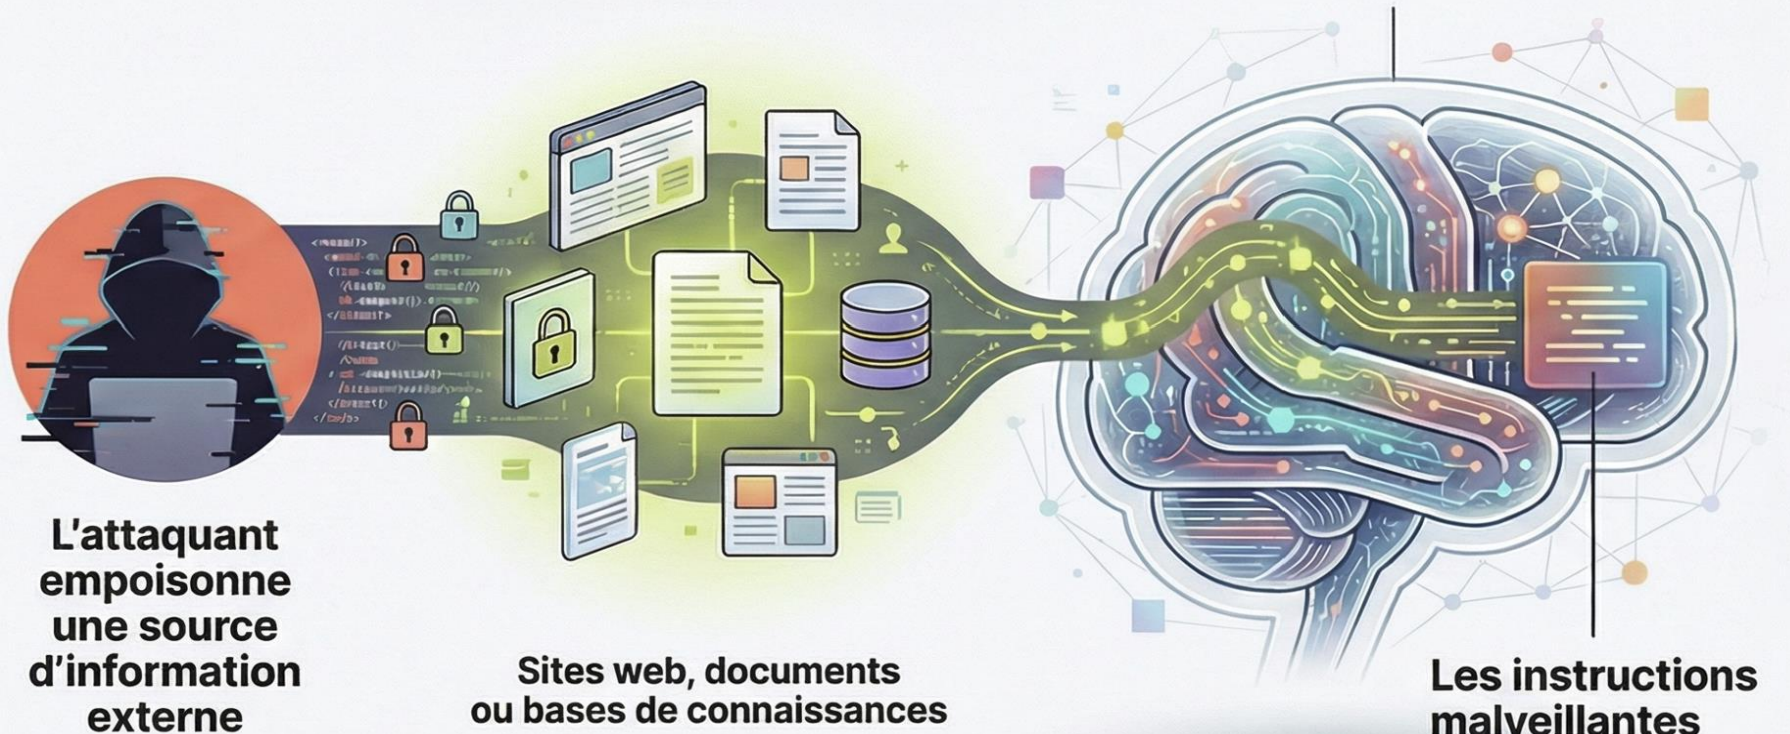 L'attaquant
empoisonne
une source
d'information
externe
Sites web, documents
ou bases de connaissances
Les instructions
malveillantes